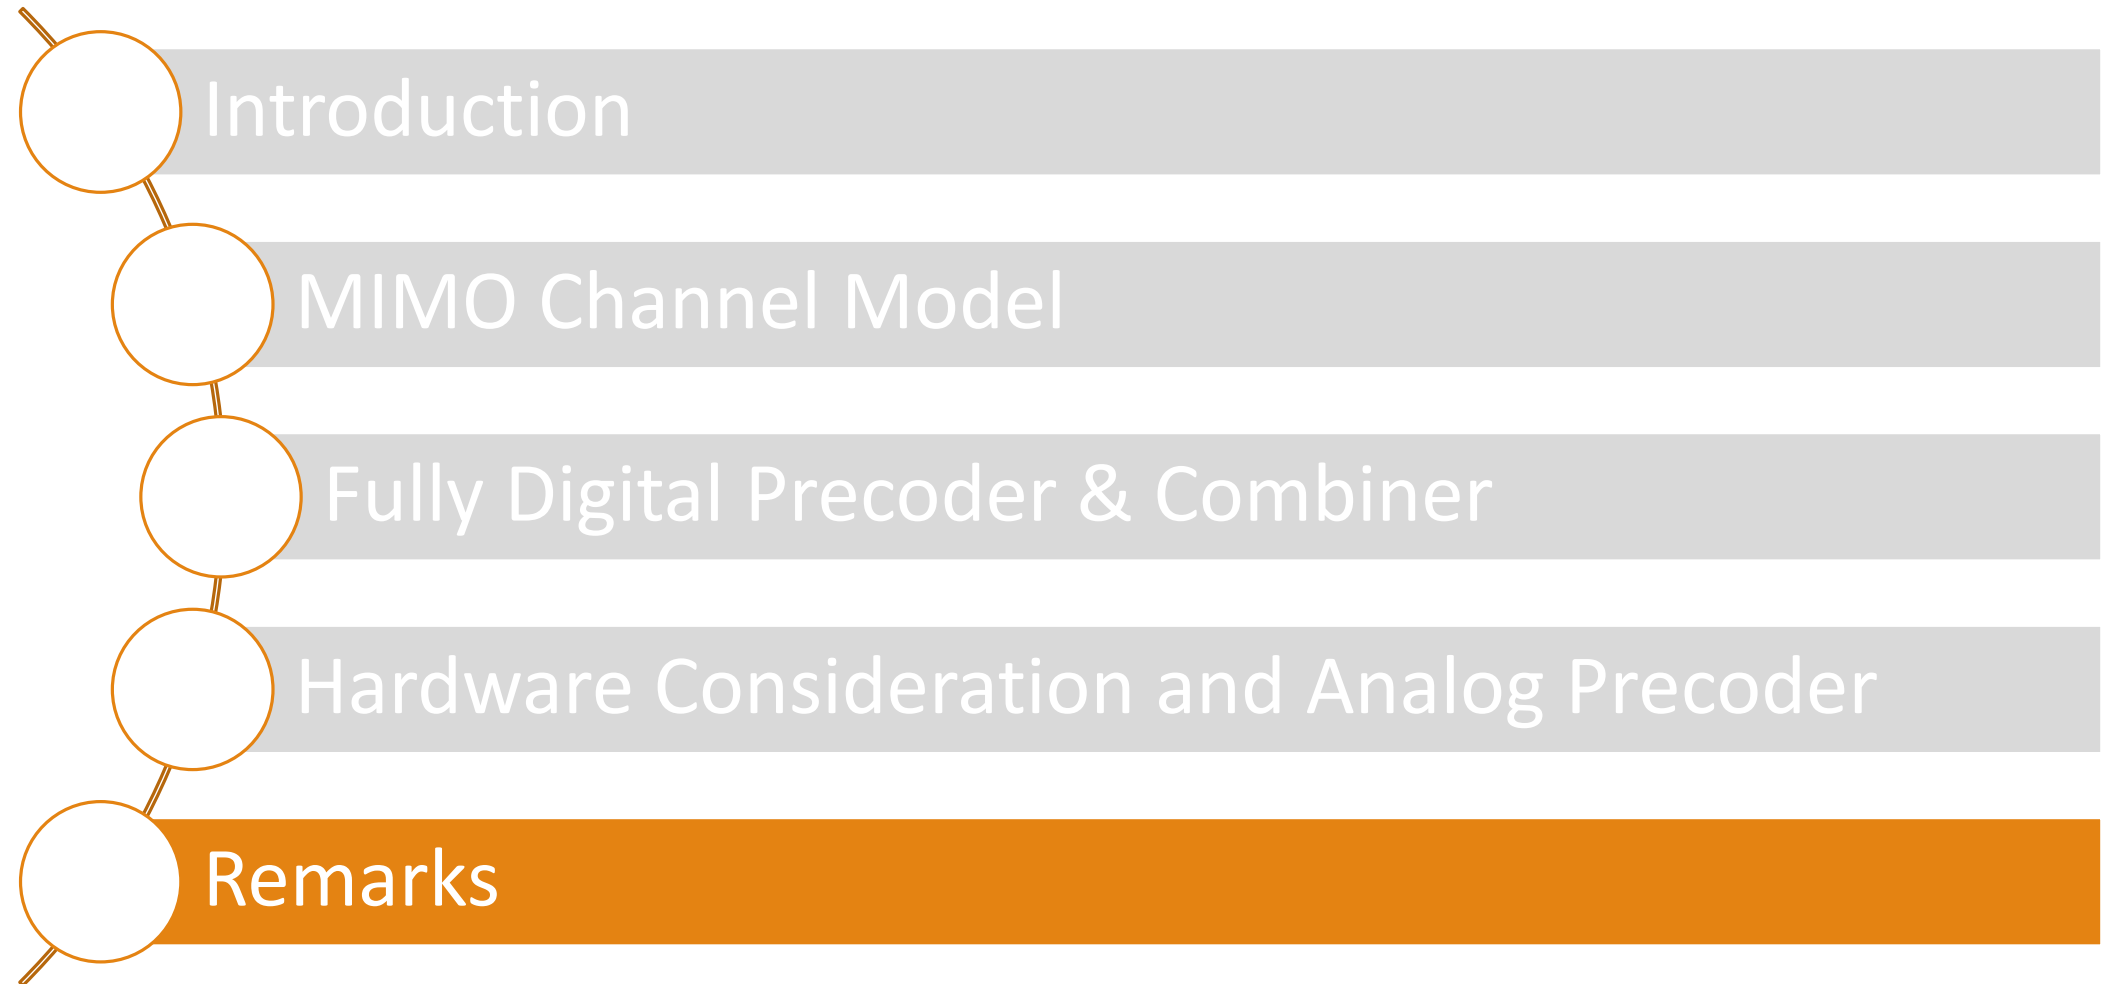 Introduction
MIMO Channel Model
Fully Digital Precoder & Combiner
Hardware Consideration and Analog Precoder
Remarks